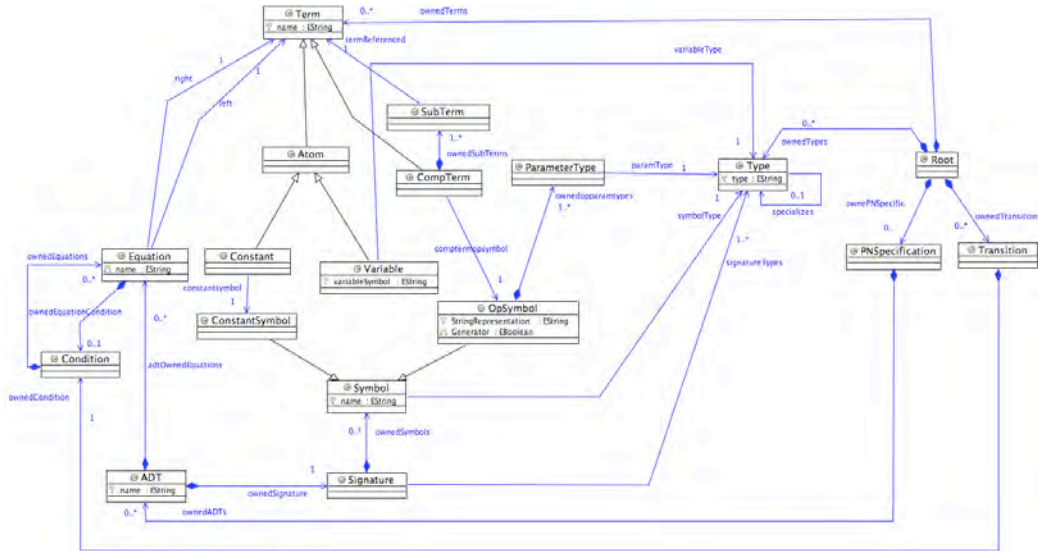 Term
name : EString
0..*
ownedTerms
termReferenced
1
1
1
right
left
variableType
SubTerm
1..*
ownedSubTerms
Atom
CompTerm
ParameterType
paramType
1
1
Type
type : EString
0..*
ownedTypes
Root
0..1
specializes
ownedopparamtypes
1..*
symbolType
1
1..*
signatureTypes
ownePNSpecific
0..
ownedTransition
0..*
PNSpecification
Transition
ownedEquations
0..*
Equation
name : EString
Constant
Variable
variableSymbol : EString
comptermopsymbol
1
constantsymbol
1
ConstantSymbol
OpSymbol
StringRepresentation : EString
Generator : EBoolean
ownedEquationCondition
0..1
0..*
Condition
adtOwnedEquations
ownedCondition
1
Symbol
name : EString
0..1
ownedSymbols
ADT
name : EString
ownedSignature
1
Signature
0..*
ownedADTs